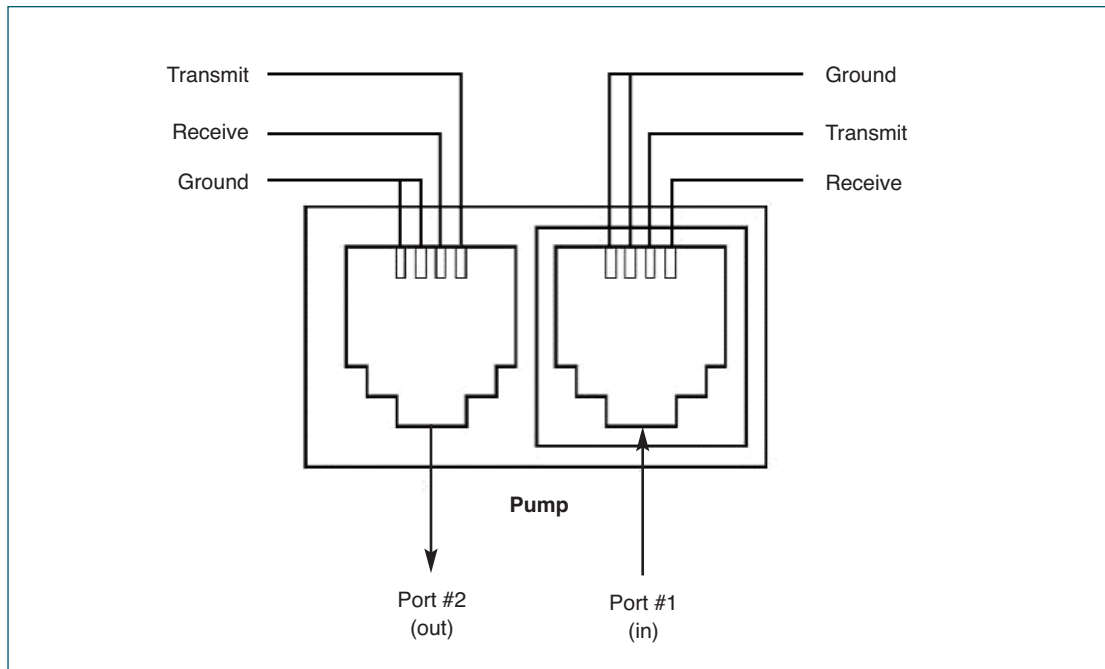 Transmit
Receive
Ground
Ground
Transmit
Receive
Pump
Port #2
(out)
Port #1
(in)